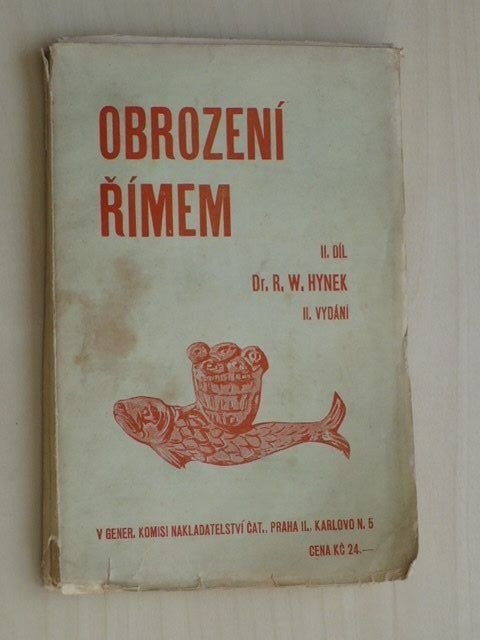 OBROZENÍ
ŘÍMEM
II. DÍL
Dr. R. W. HYNEK
II. VYDÁNÍ
V GENER. KOMISI NAKLADATELSTVÍ ČAT., PRAHA II., KARLOVO N. 5
CENA KČ 24.—